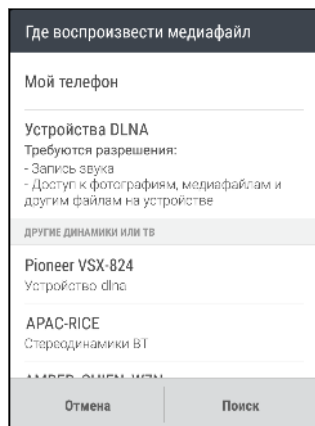 Где воспроизвести медиафайл
Мой телефон
Устройства DLNA
Требуются разрешения:
- Запись звука
- Доступ к фотографиям, медиафайлам и
другим файлам на устройстве
ДРУГИЕ ДИНАМИКИ ИЛИ ТВ
Pioneer VSX-824
Устройство dlna
APAC-RICE
Стереодинамики BT
Отмена
Поиск